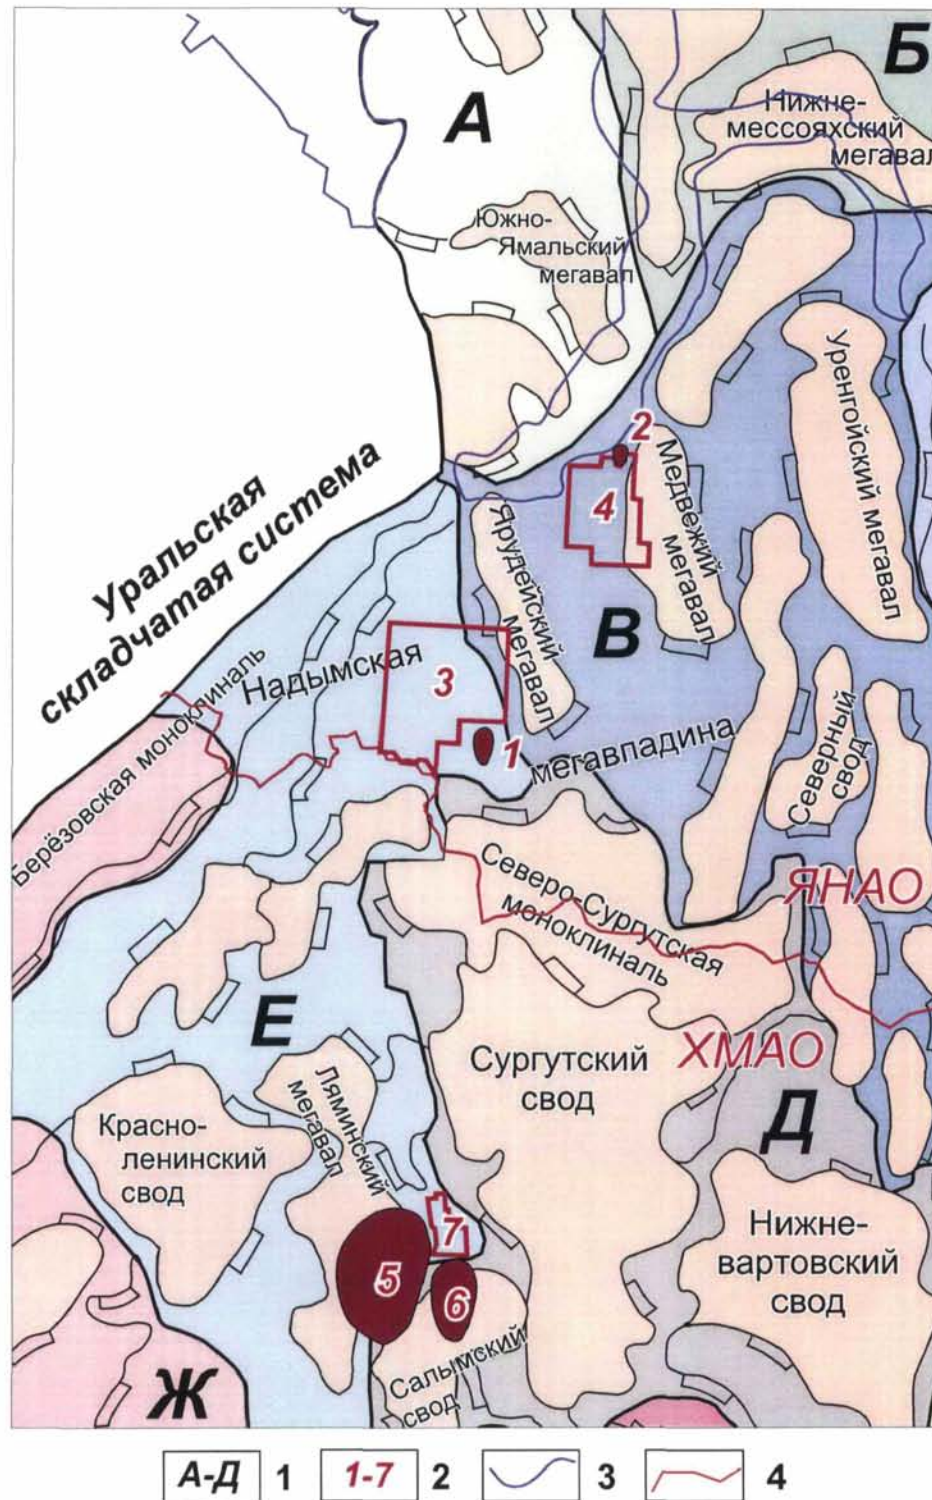 А
Б
Нижне-
мессояхский
мегавал
Южно-
Ямальский
мегавал
Уренгойский мегавал
2
Медвежий мегавал
4
Уральская
складчатая система
Ярудейский
мегавал
В
Надымская
3
1
мегавпадина
Северный
свод
Берёзовская моноклиналь
Северо-Сургутская
моноклиналь
ЯНАО
Е
ХМАО
Сургутский
свод
Ляминский
мегавал
Д
Красно-
ленинский
свод
7
Нижне-
вартовский
свод
5
6
Салымский
свод
Ж
А-Д 1 1-7 2 3 4